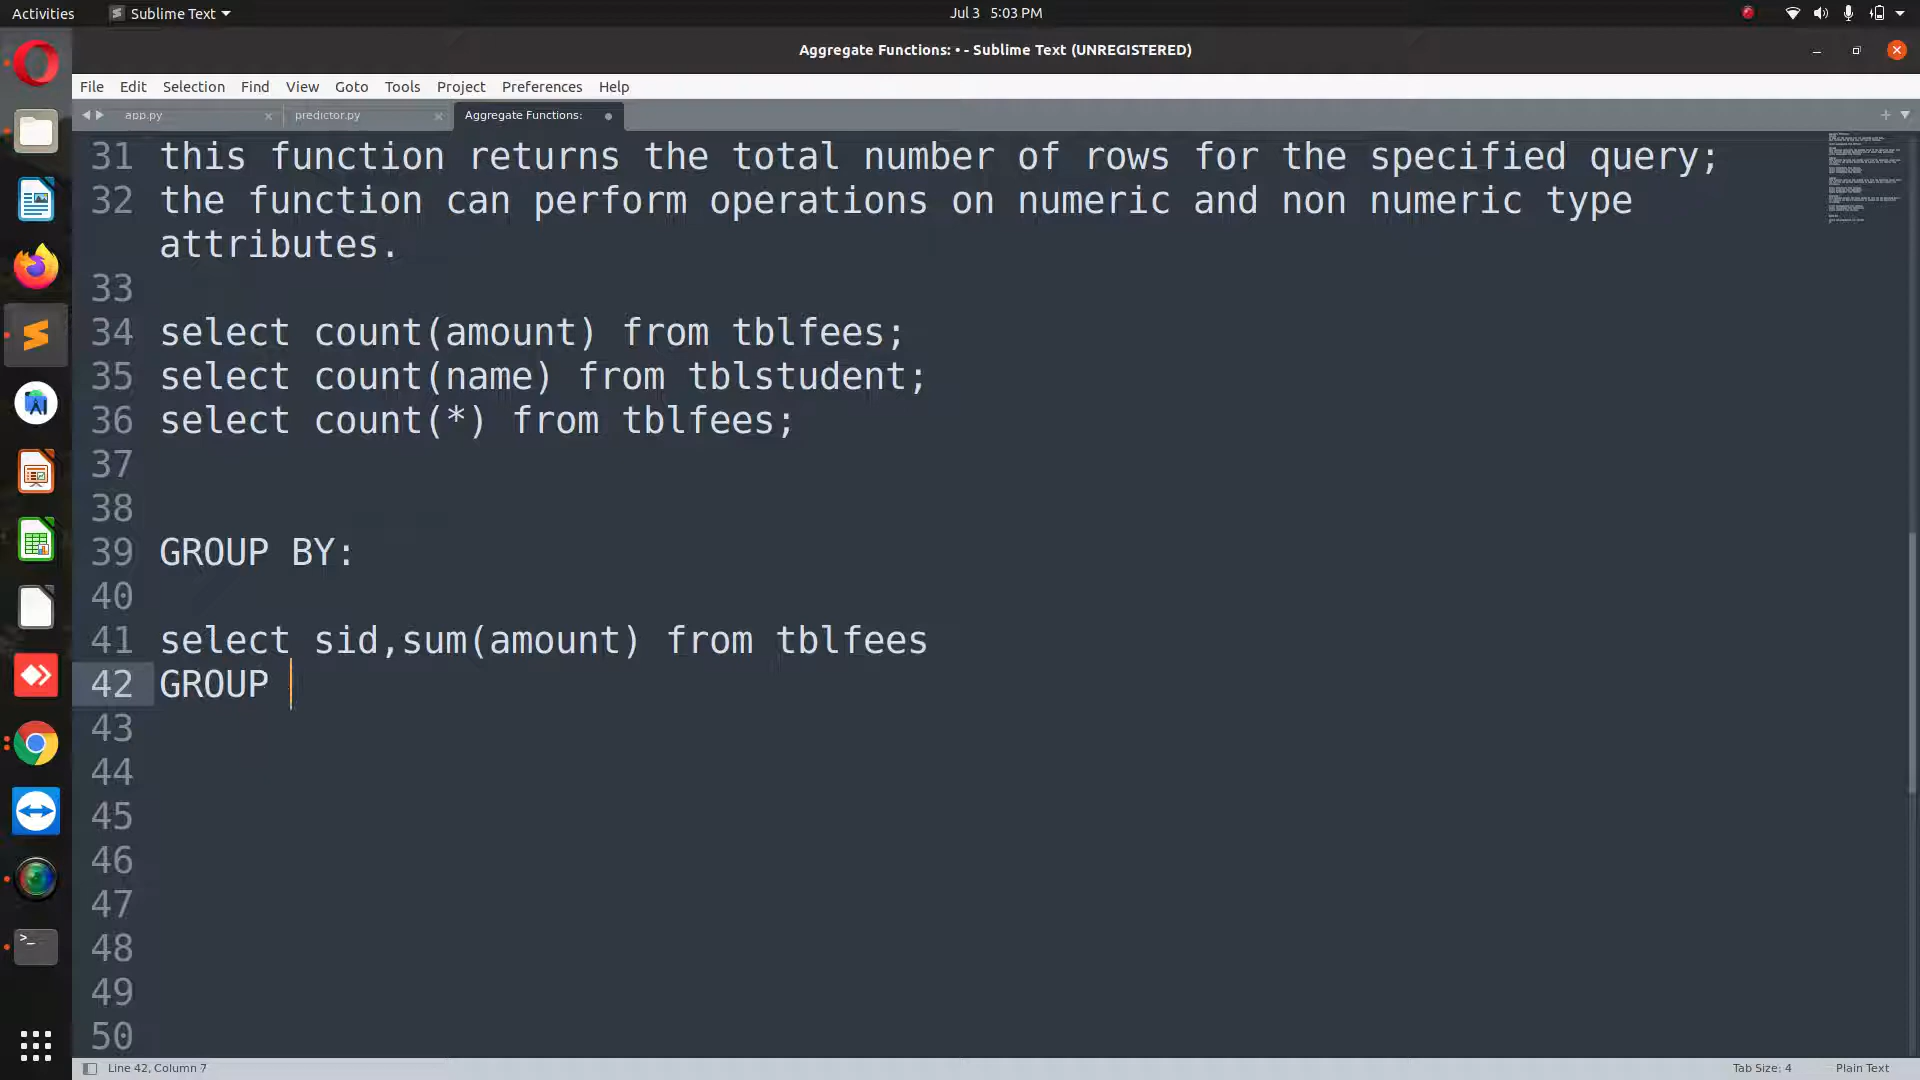 Activities Sublime Text Jul 3 5:03 PM
Aggregate Functions: • - Sublime Text (UNREGISTERED)
File Edit Selection Find View Goto Tools Project Preferences Help
app.py predictor.py Aggregate Functions:
31 this function returns the total number of rows for the specified query;
32 the function can perform operations on numeric and non numeric type
attributes.
33
34 select count(amount) from tblfees;
35 select count(name) from tblstudent;
36 select count(*) from tblfees;
37
38
39 GROUP BY:
40
41 select sid,sum(amount) from tblfees
42 GROUP
43
44
45
46
47
48
49
50
Line 42, Column 7 Tab Size: 4 Plain Text